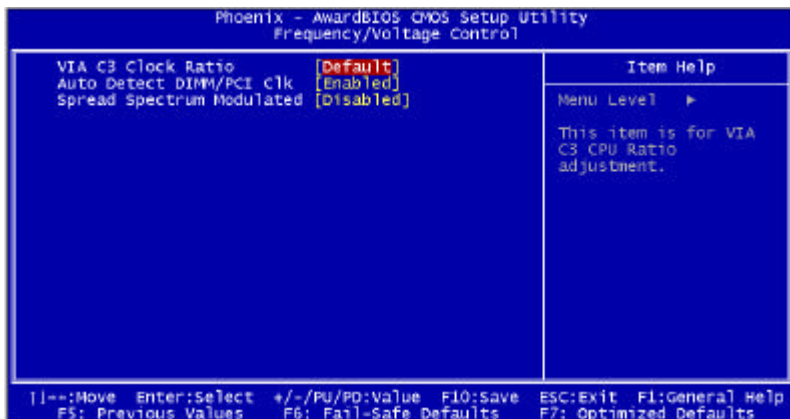 Phoenix - AwardBIOS CMOS Setup Utility
Frequency/Voltage Control
VIA C3 Clock Ratio [Default]
Auto Detect DIMM/PCI Clk [Enabled]
Spread Spectrum Modulated [Disabled]
Item Help
Menu Level ▶
This item is for VIA
C3 CPU Ratio
adjustment.
↑↓←→:Move Enter:Select +/-/PU/PD:Value F10:Save ESC:Exit F1:General Help
F5: Previous Values F6: Fail-Safe Defaults F7: Optimized Defaults